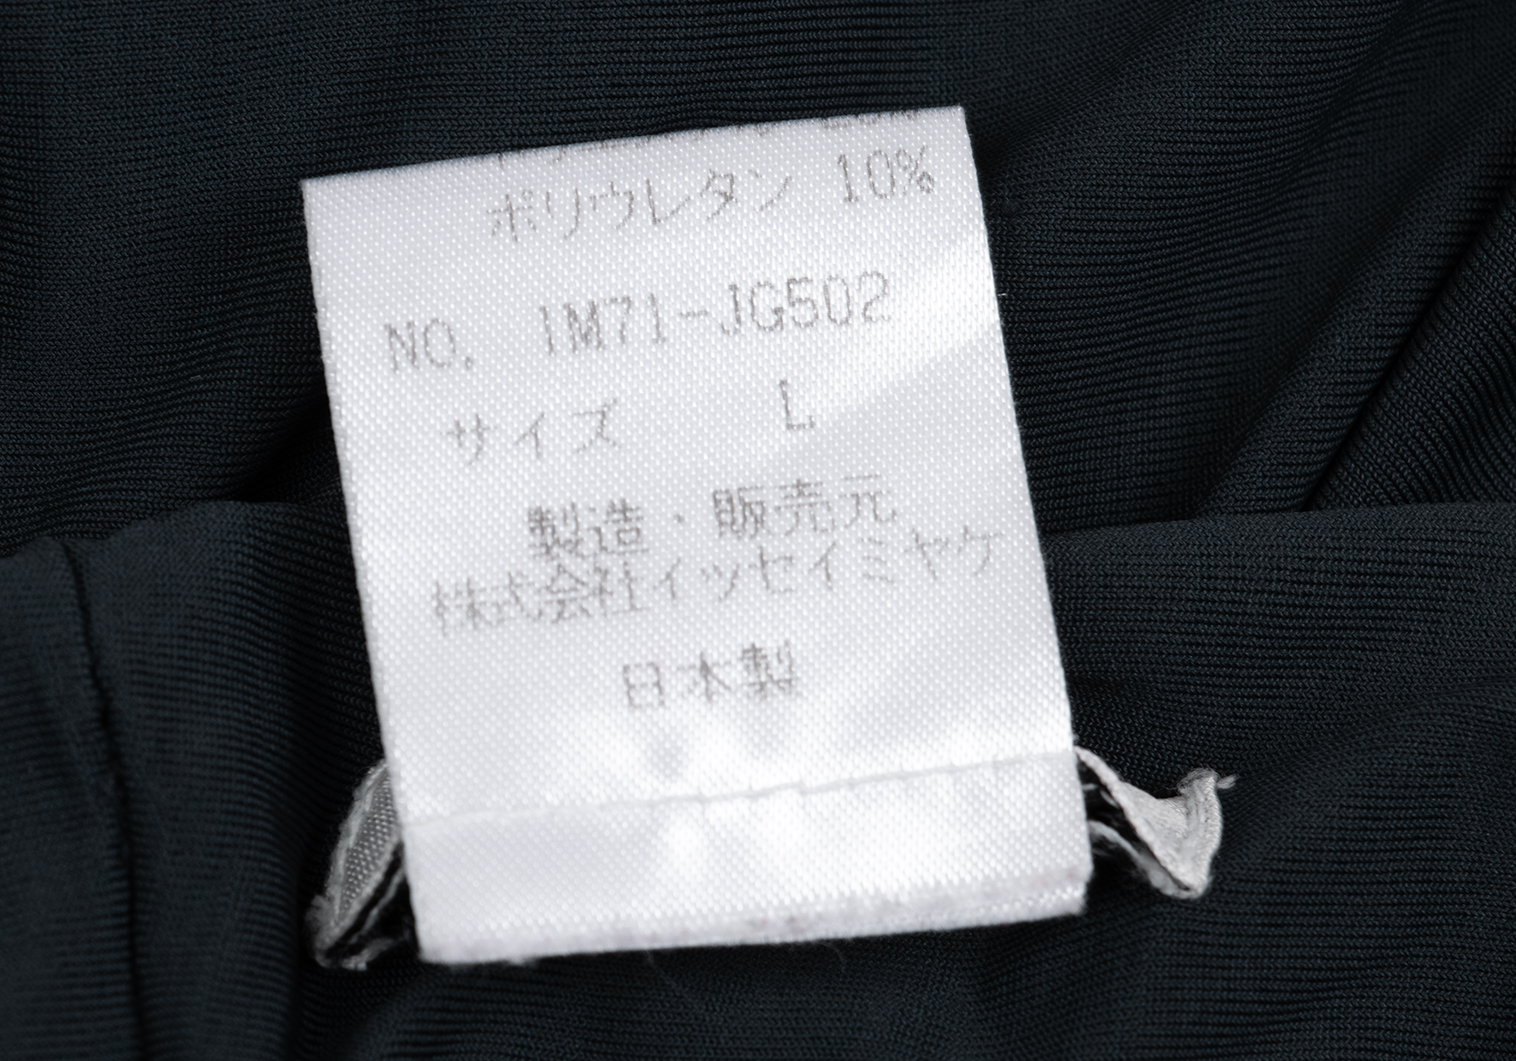 ポリウレタン 10%
NO. IM71-JG502
サイズ L
製造・販売元
株式会社イッセイミヤケ
日本製